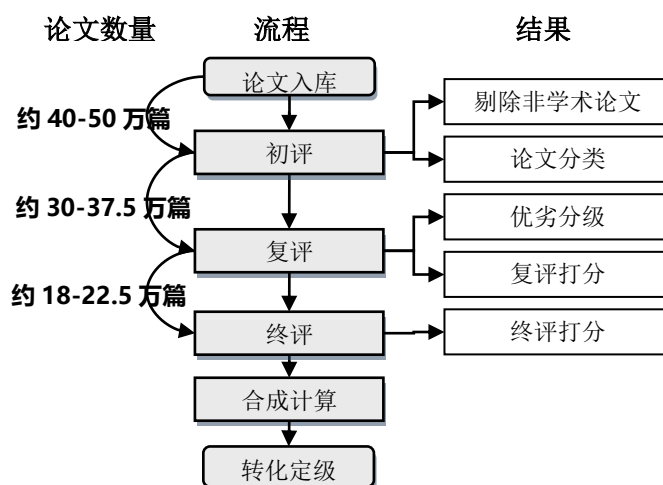 论文数量 流程 结果
论文入库
剔除非学术论文
约 40-50 万篇
初评
论文分类
约 30-37.5 万篇
优劣分级
复评
复评打分
约 18-22.5 万篇
终评
终评打分
合成计算
转化定级